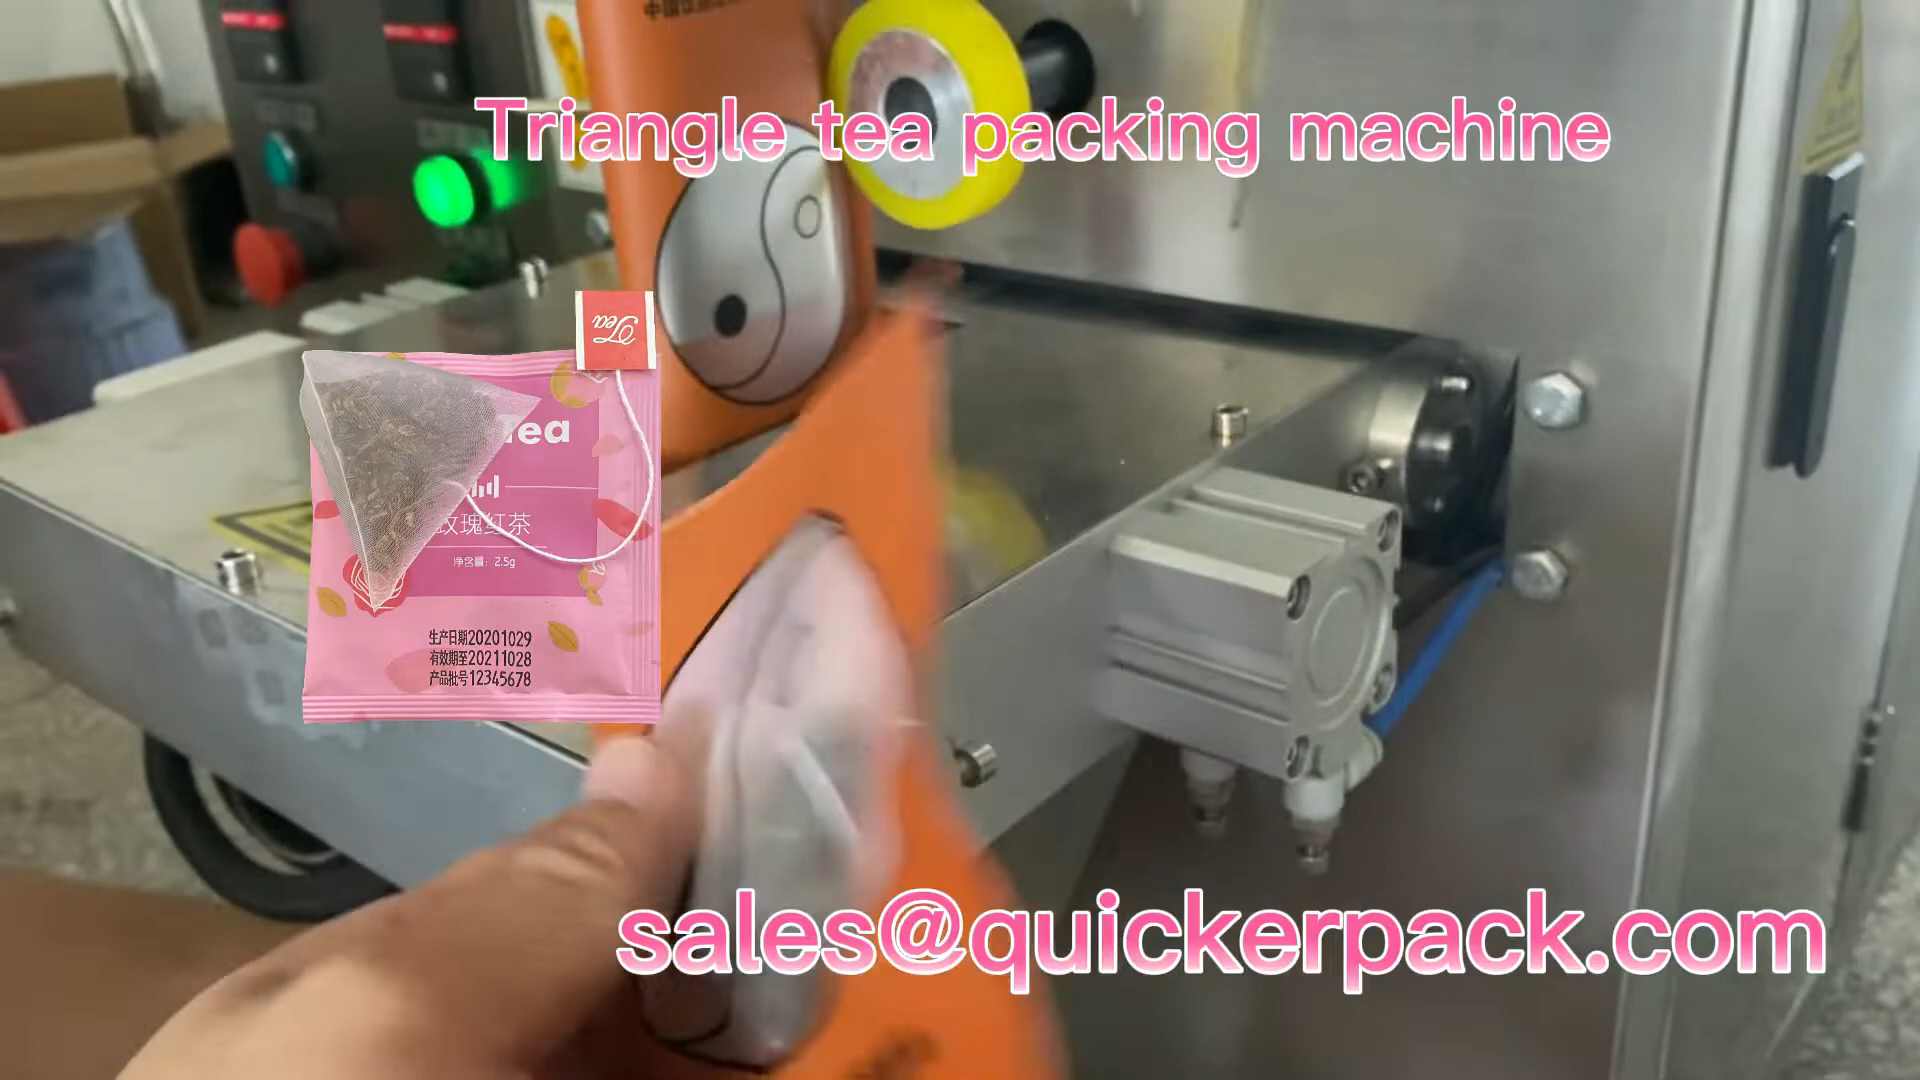 中国
Triangle tea packing machine
Tea
Tea
玫瑰红茶
净含量：2.5g
生产日期20201029
有效期至20211028
产品批号12345678
sales@quickerpack.com